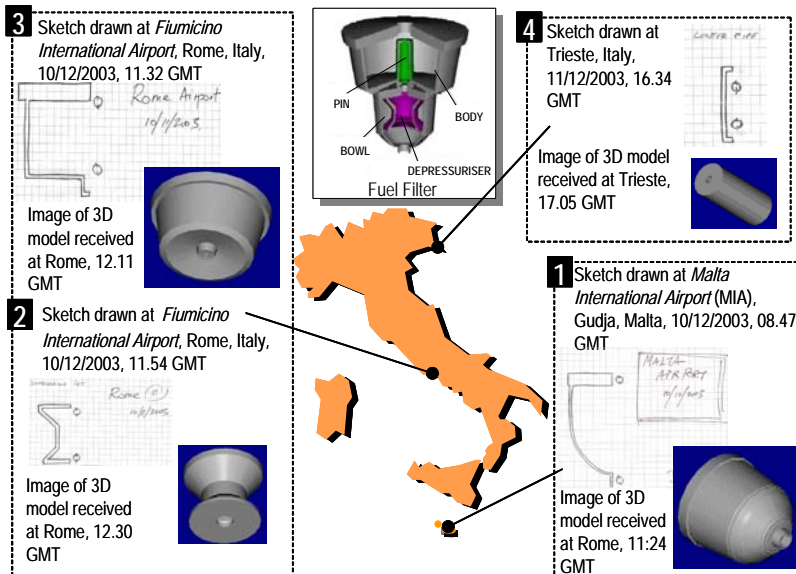 3
Sketch drawn at Fiumicino
International Airport, Rome, Italy,
10/12/2003, 11.32 GMT
Rome Airport
Image of 3D
model received
at Rome, 12.11
GMT
PIN
BODY
BOWL
DEPRESSURISER
Fuel Filter
4
Sketch drawn at
Trieste, Italy,
11/12/2003, 16.34
GMT
Image of 3D model
received at Trieste,
17.05 GMT
2
Sketch drawn at Fiumicino
International Airport, Rome, Italy,
10/12/2003, 11.54 GMT
Rome
Image of 3D
model received
at Rome, 12.30
GMT
1
Sketch drawn at Malta
International Airport (MIA),
Gudja, Malta, 10/12/2003, 08.47
GMT
MALTA
Image of 3D
model received
at Rome, 11:24
GMT